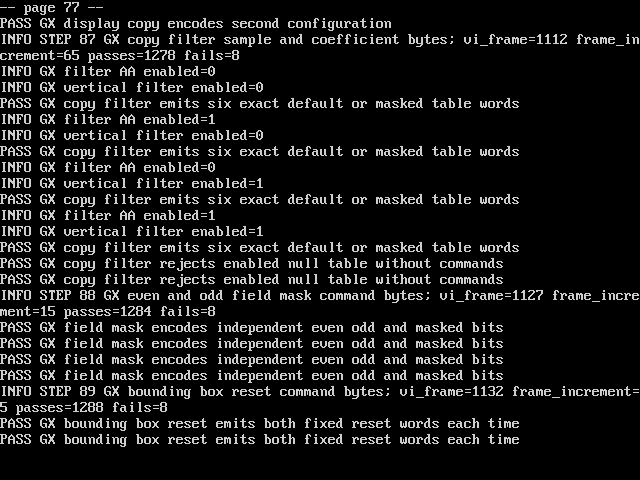 -- page 77 --
PASS GX display copy encodes second configuration
INFO STEP 87 GX copy filter sample and coefficient bytes; vi_frame=1112 frame_in
crement=65 passes=1278 fails=8
INFO GX filter AA enabled=0
INFO GX vertical filter enabled=0
PASS GX copy filter emits six exact default or masked table words
INFO GX filter AA enabled=1
INFO GX vertical filter enabled=0
PASS GX copy filter emits six exact default or masked table words
INFO GX filter AA enabled=0
INFO GX vertical filter enabled=1
PASS GX copy filter emits six exact default or masked table words
INFO GX filter AA enabled=1
INFO GX vertical filter enabled=1
PASS GX copy filter emits six exact default or masked table words
PASS GX copy filter rejects enabled null table without commands
PASS GX copy filter rejects enabled null table without commands
INFO STEP 88 GX even and odd field mask command bytes; vi_frame=1127 frame_incre
ment=15 passes=1284 fails=8
PASS GX field mask encodes independent even odd and masked bits
PASS GX field mask encodes independent even odd and masked bits
PASS GX field mask encodes independent even odd and masked bits
PASS GX field mask encodes independent even odd and masked bits
INFO STEP 89 GX bounding box reset command bytes; vi_frame=1132 frame_increment=
5 passes=1288 fails=8
PASS GX bounding box reset emits both fixed reset words each time
PASS GX bounding box reset emits both fixed reset words each time